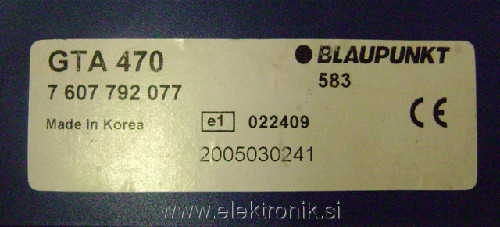 GTA 470
BLAUPUNKT
7 607 792 077
583
Made in Korea
e1
022409
CE
2005030241
www.elektronik.si